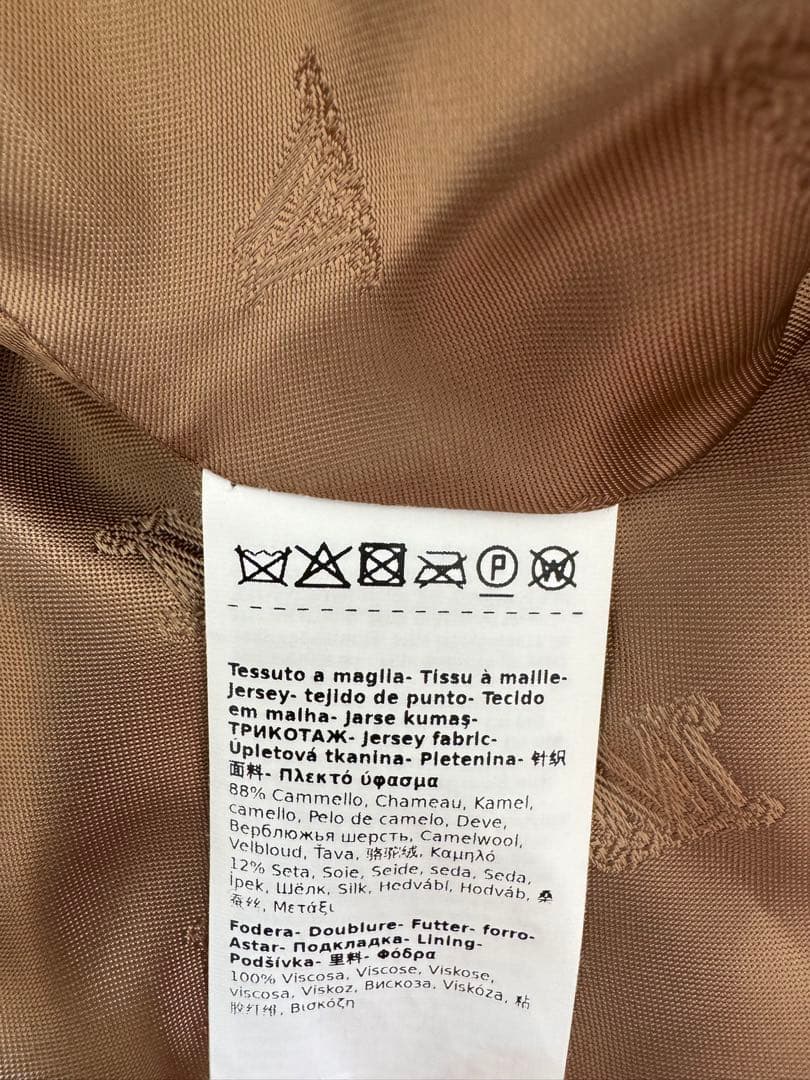 P W
Tessuto a maglia- Tissu à maille-
Jersey- tejido de punto- Tecido
em malha- Jarse kumaş-
ТРИКОТАЖ- Jersey fabric-
Úpletová tkanina- Pletenina- 针织
面料- Πλεκτό ύφασμα
88% Cammello, Chameau, Kamel,
camello, Pelo de camelo, Deve,
Верблюжья шерсть, Camelwool,
Velbloud, Ťava, 骆驼绒, Καμηλό
12% Seta, Soie, Seide, seda, Seda,
İpek, Шёлк, Silk, Hedvábí, Hodváb, 桑
蚕丝, Μετάξι
Fodera- Doublure- Futter- forro-
Astar- Подкладка- Lining-
Podšívka- 里料- Φόδρα
100% Viscosa, Viscose, Viskose,
viscosa, Viskoz, Вискоза, Viskóza, 粘
胶纤维, Βισκόζη